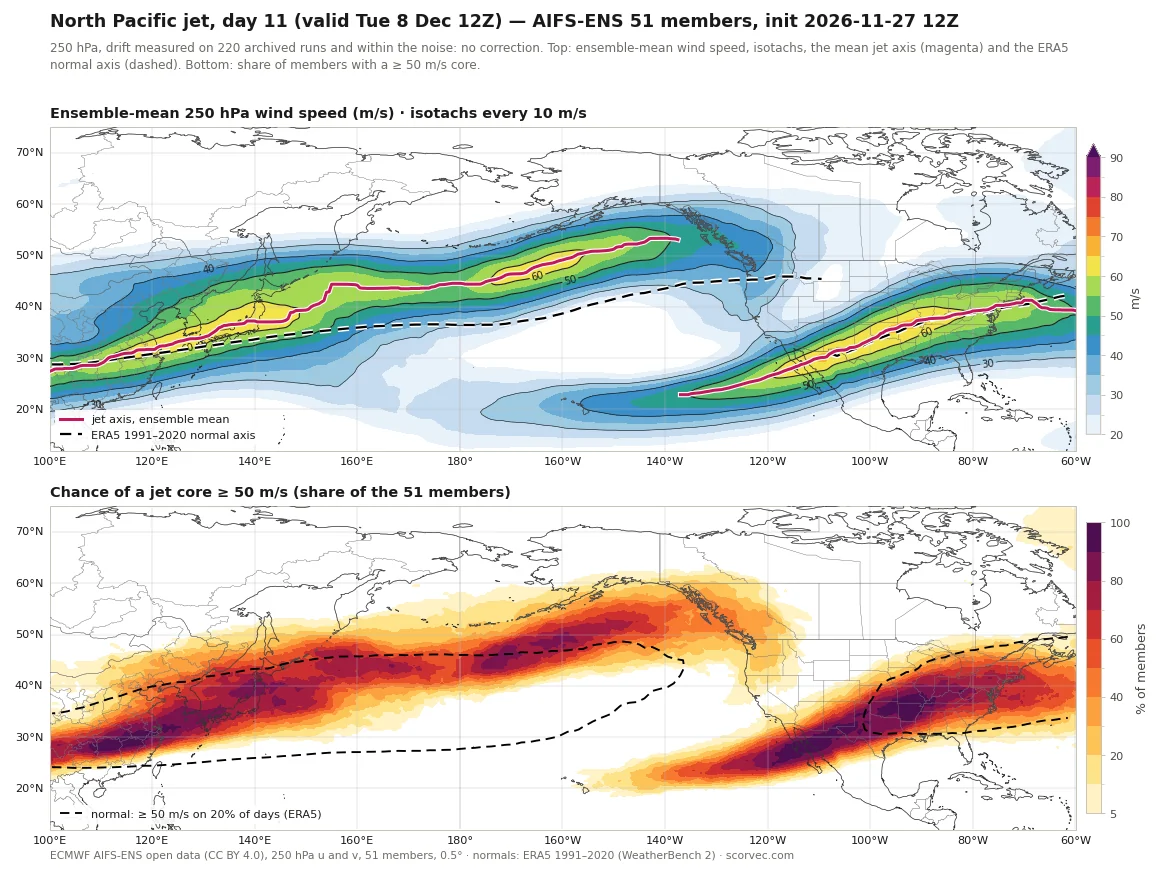 North Pacific jet, day 11 (valid Tue 8 Dec 12Z) — AIFS-ENS 51 members, init 2026-11-27 12Z
250 hPa, drift measured on 220 archived runs and within the noise: no correction. Top: ensemble-mean wind speed, isotachs, the mean jet axis (magenta) and the ERA5
normal axis (dashed). Bottom: share of members with a ≥ 50 m/s core.
Ensemble-mean 250 hPa wind speed (m/s) · isotachs every 10 m/s
70°N
60°N
50°N
40°N
30°N
20°N
40
60
50
60
40
30
50
30
jet axis, ensemble mean
ERA5 1991–2020 normal axis
100°E 120°E 140°E 160°E 180° 160°W 140°W 120°W 100°W 80°W 60°W
90
80
70
60
50
40
30
20
m/s
Chance of a jet core ≥ 50 m/s (share of the 51 members)
70°N
60°N
50°N
40°N
30°N
20°N
normal: ≥ 50 m/s on 20% of days (ERA5)
100°E 120°E 140°E 160°E 180° 160°W 140°W 120°W 100°W 80°W 60°W
100
80
60
40
20
5
% of members
ECMWF AIFS-ENS open data (CC BY 4.0), 250 hPa u and v, 51 members, 0.5° · normals: ERA5 1991–2020 (WeatherBench 2) · scorvec.com